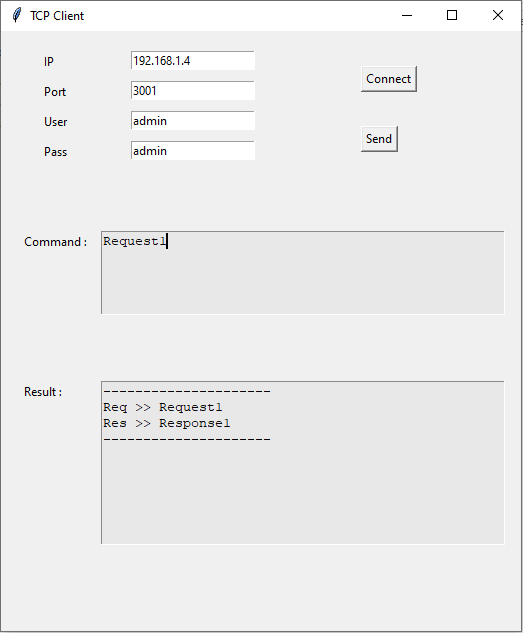 TCP Client
IP 192.168.1.4
Connect
Port 3001
User admin
Send
Pass admin
Command : Request1
Result :
---------------------
Req >> Request1
Res >> Response1
---------------------